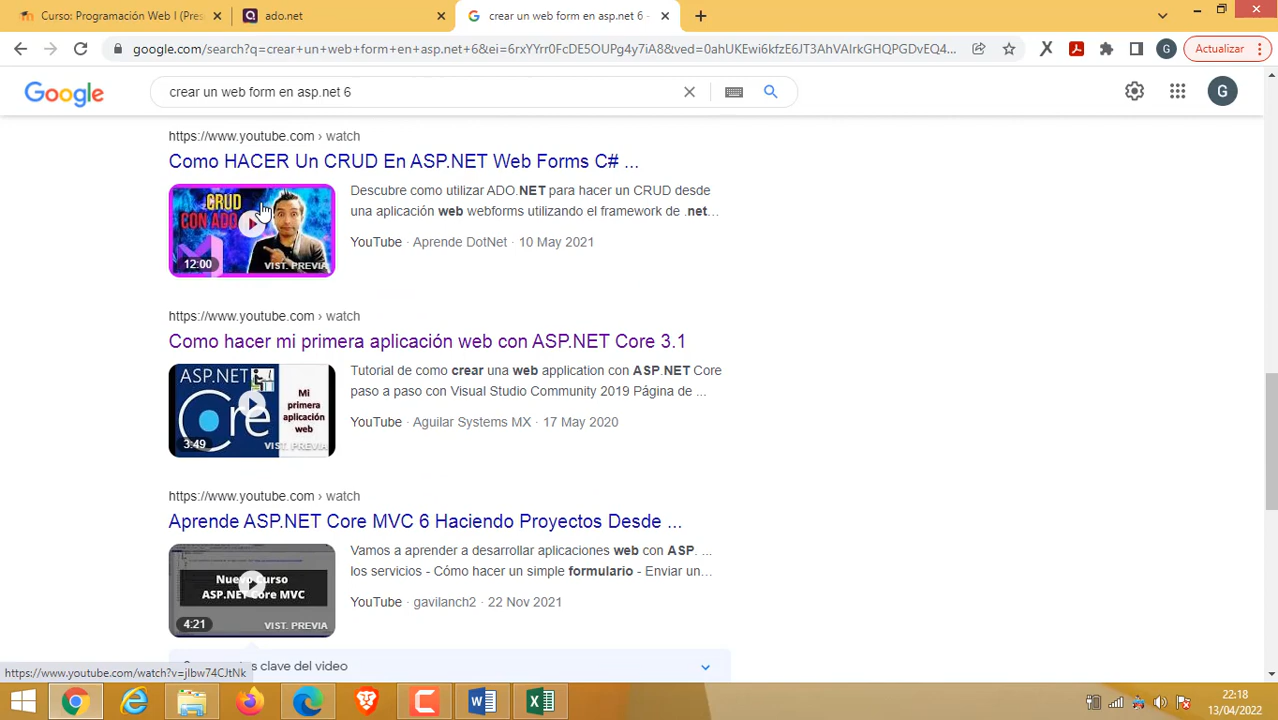 Curso: Programación Web I (Pres
ado.net
crear un web form en asp.net 6 -
google.com/search?q=crear+un+web+form+en+asp.net+6&ei=6rxYYrr0FcDE5OUPg4y7iA8&ved=0ahUKEwi6kfzE6JT3AhVAIrkGHQPGDvEQ4...
G
Actualizar
Google
crear un web form en asp.net 6
G
https://www.youtube.com › watch
Como HACER Un CRUD En ASP.NET Web Forms C# ...
CRUD
CON ADO
12:00
VIST. PREVIA
Descubre como utilizar ADO.NET para hacer un CRUD desde
una aplicación web webforms utilizando el framework de .net...
YouTube · Aprende DotNet · 10 May 2021
https://www.youtube.com › watch
Como hacer mi primera aplicación web con ASP.NET Core 3.1
ASP.NET
Core
Mi
primera
aplicación
web
3:49
VIST. PREVIA
Tutorial de como crear una web application con ASP.NET Core
paso a paso con Visual Studio Community 2019 Página de ...
YouTube · Aguilar Systems MX · 17 May 2020
https://www.youtube.com › watch
Aprende ASP.NET Core MVC 6 Haciendo Proyectos Desde ...
Nuevo Curso
ASP.NET Core MVC
4:21
VIST. PREVIA
Vamos a aprender a desarrollar aplicaciones web con ASP. ...
los servicios - Cómo hacer un simple formulario - Enviar un...
YouTube · gavilanch2 · 22 Nov 2021
clave del video
https://www.youtube.com/watch?v=jIbw74CJtNk
22:18
13/04/2022